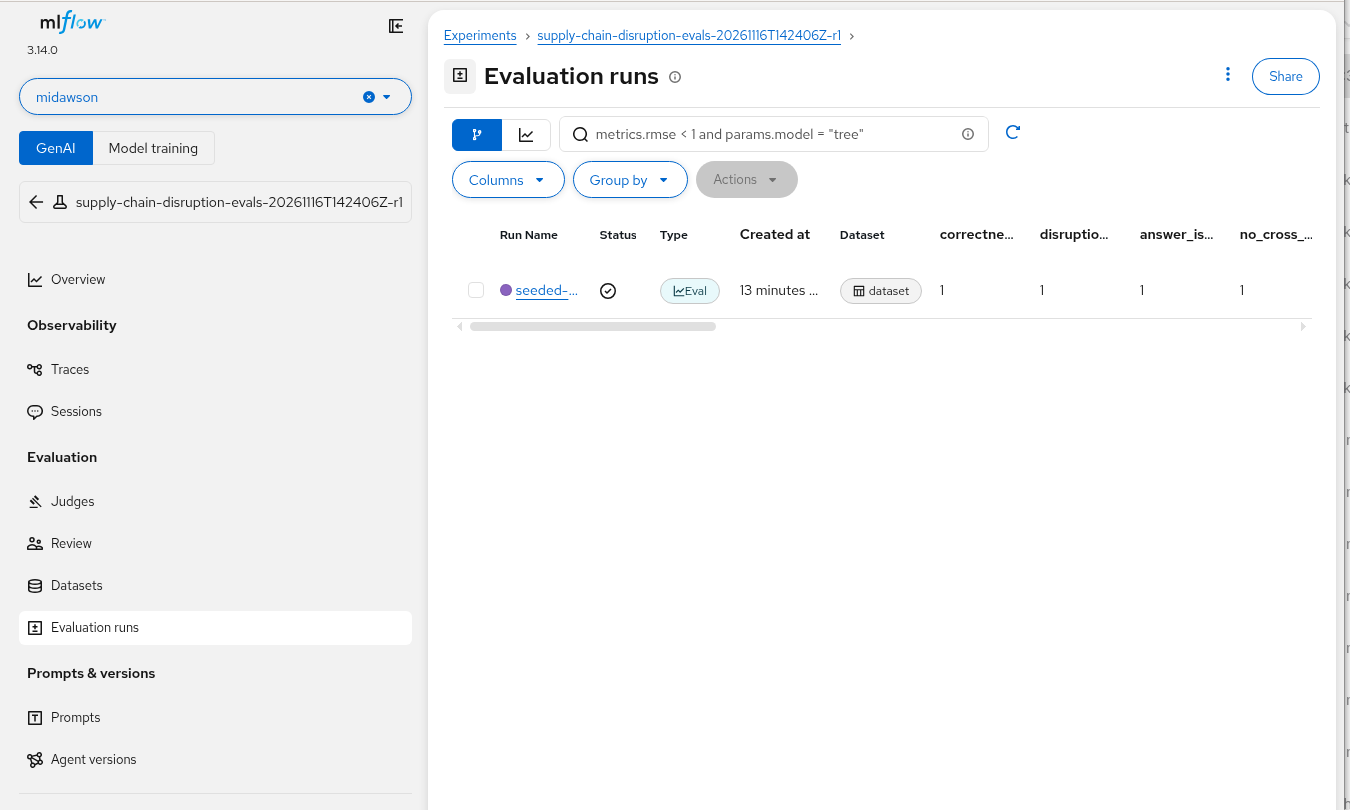 mlflow
3.14.0
midawson
GenAI
Model training
supply-chain-disruption-evals-20261116T142406Z-r1
Overview
Observability
Traces
Sessions
Evaluation
Judges
Review
Datasets
Evaluation runs
Prompts & versions
Prompts
Agent versions
Experiments > supply-chain-disruption-evals-20261116T142406Z-r1 >
Evaluation runs
Share
metrics.rmse < 1 and params.model = "tree"
Columns
Group by
Actions
Run Name Status Type Created at Dataset correctne... disruptio... answer_is... no_cross_...
seeded-... Eval 13 minutes ... dataset 1 1 1 1